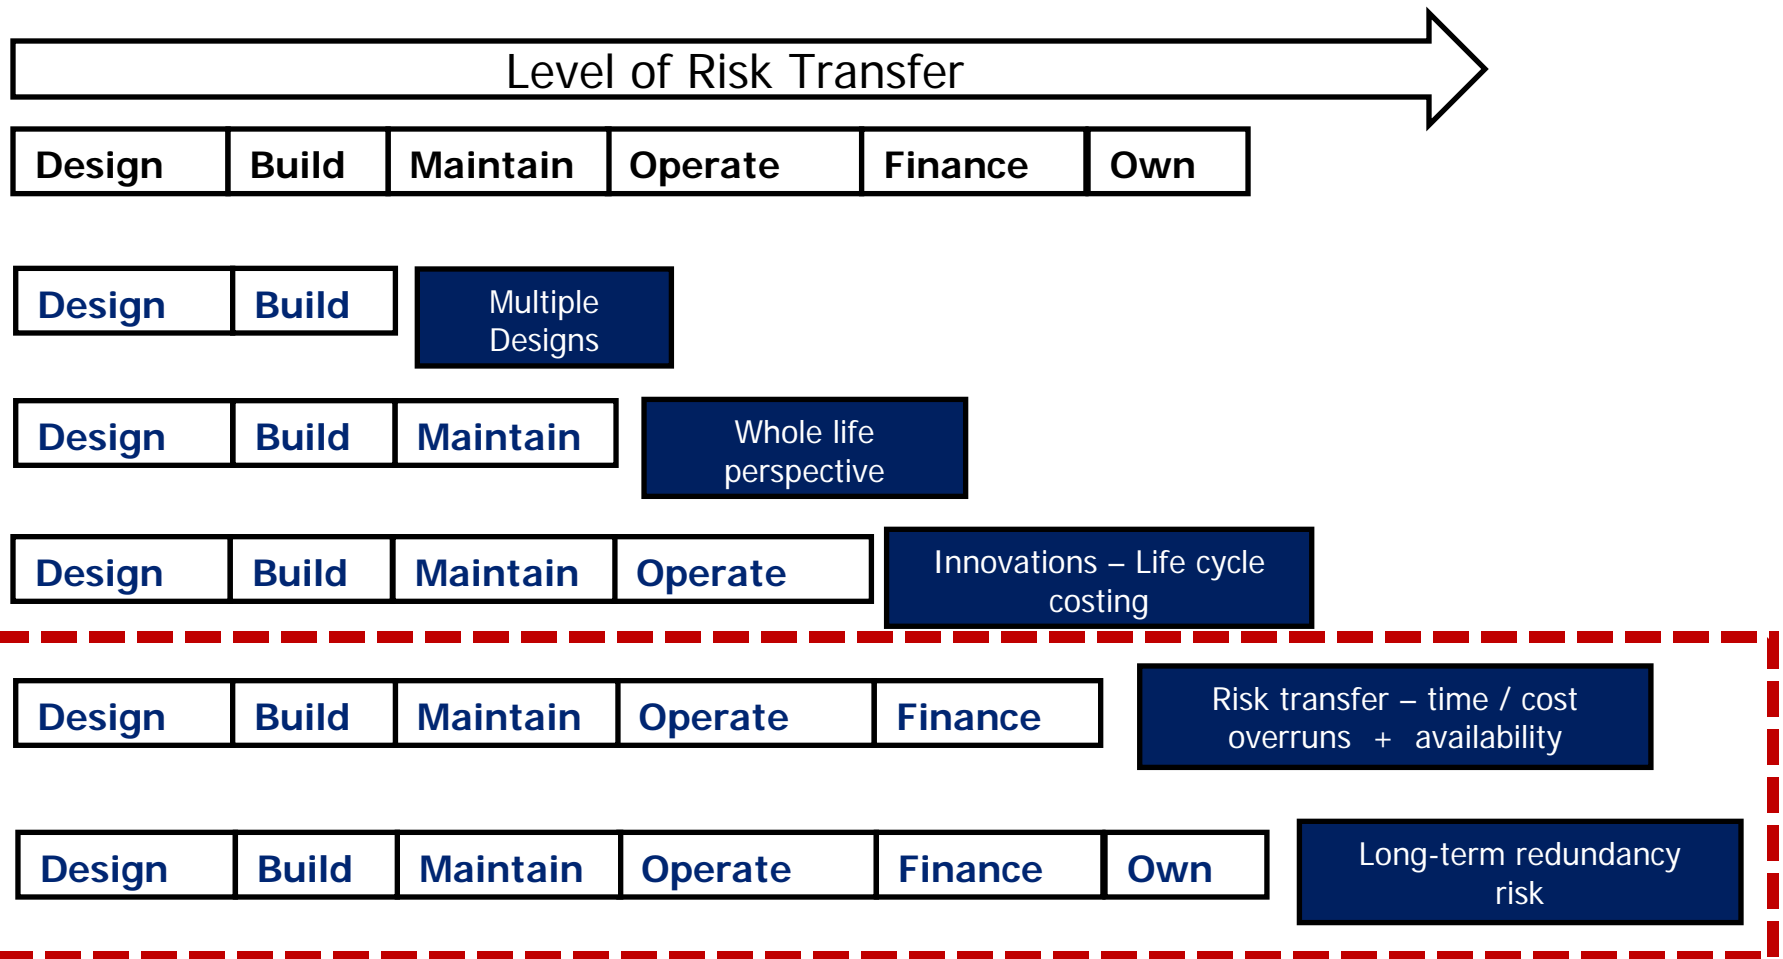 Level of Risk Transfer
Design Build Maintain Operate Finance Own
Design Build
Multiple
Designs
Design Build Maintain
Whole life
perspective
Design Build Maintain Operate
Innovations – Life cycle
costing
Design Build Maintain Operate Finance
Risk transfer – time / cost
overruns + availability
Design Build Maintain Operate Finance Own
Long-term redundancy
risk